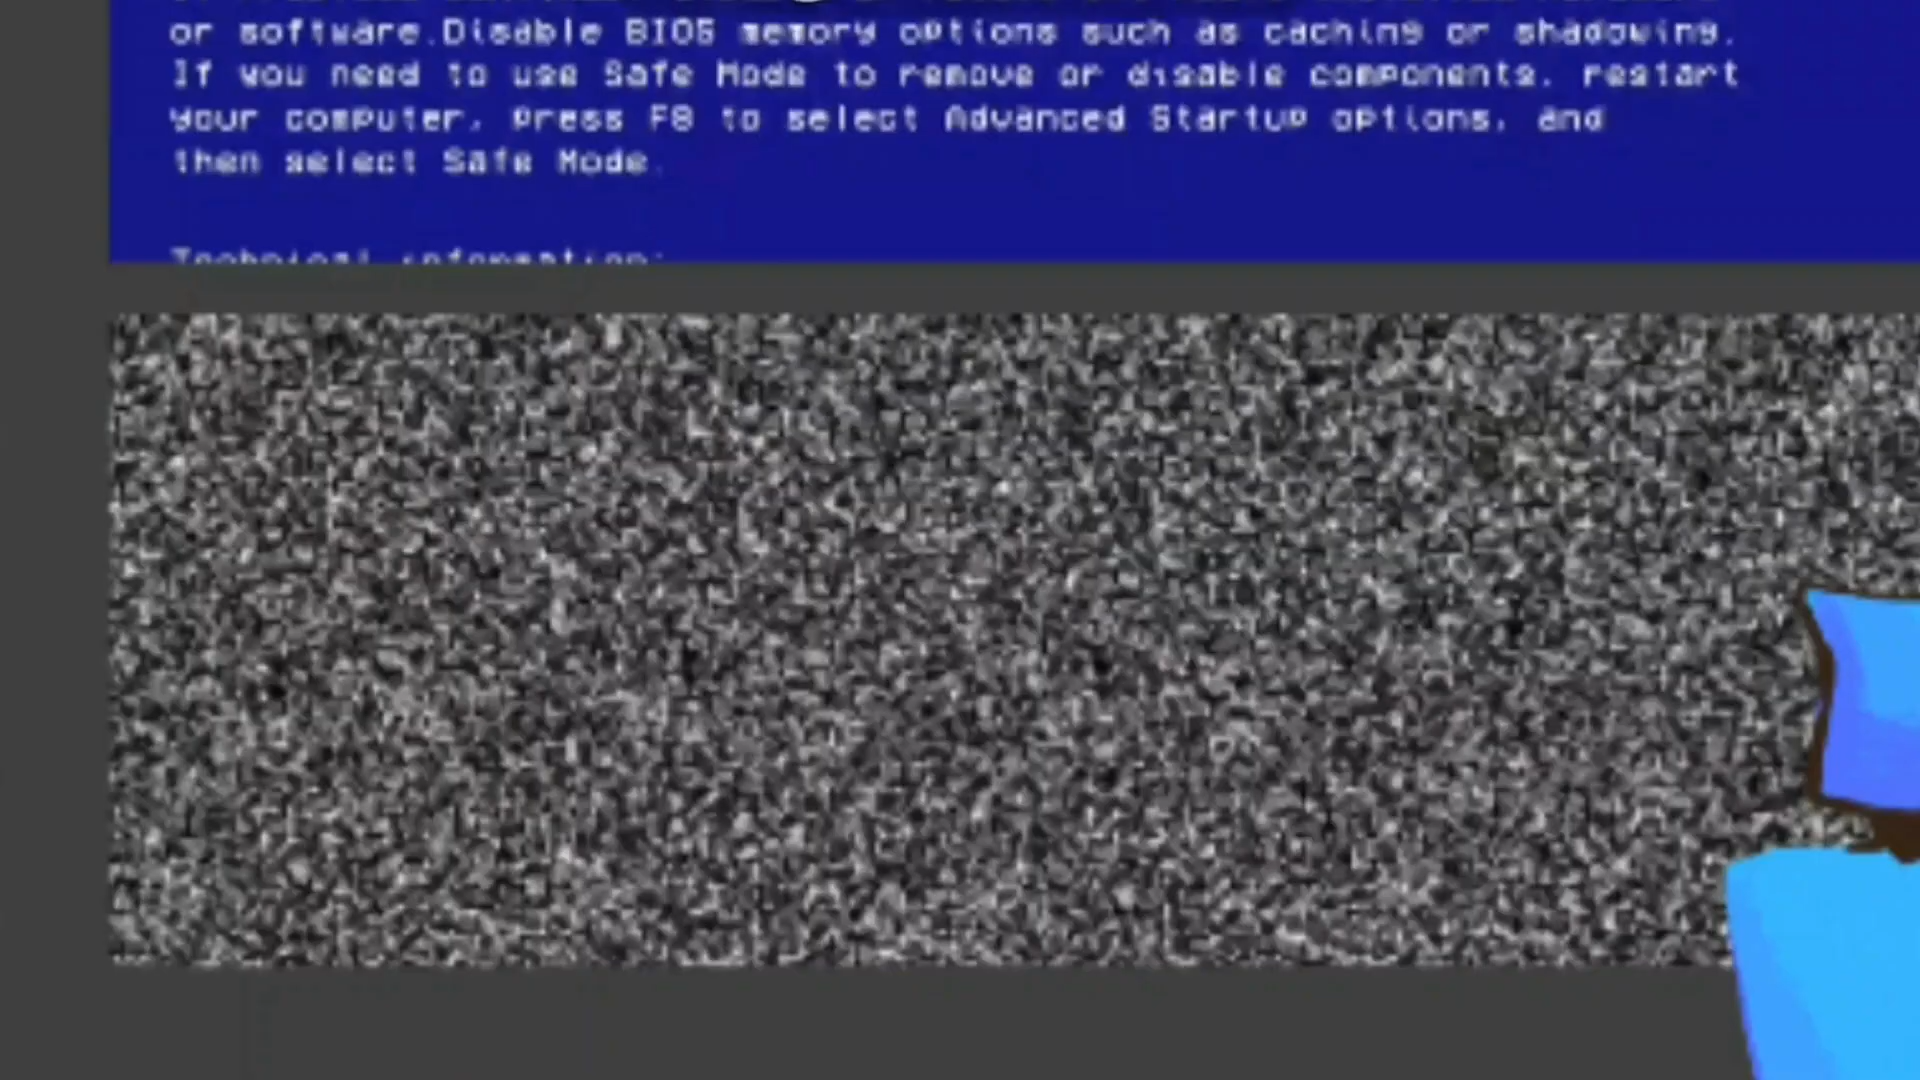 or software.Disable BIOS memory options such as caching or shadowing.
If you need to use Safe Mode to remove or disable components, restart
your computer, press F8 to select Advanced Startup options, and
then select Safe Mode.
Technical information: